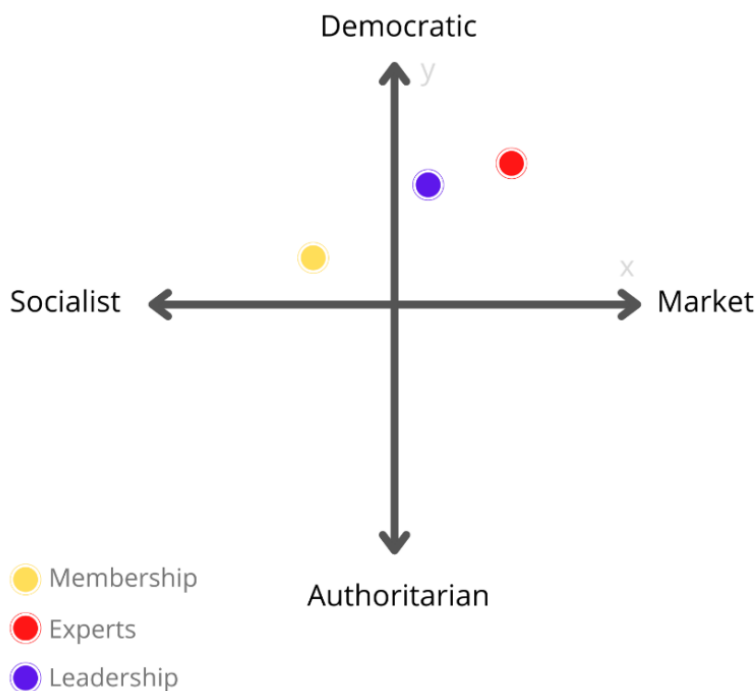 Democratic
y
x
Socialist
Market
Authoritarian
Membership
Experts
Leadership